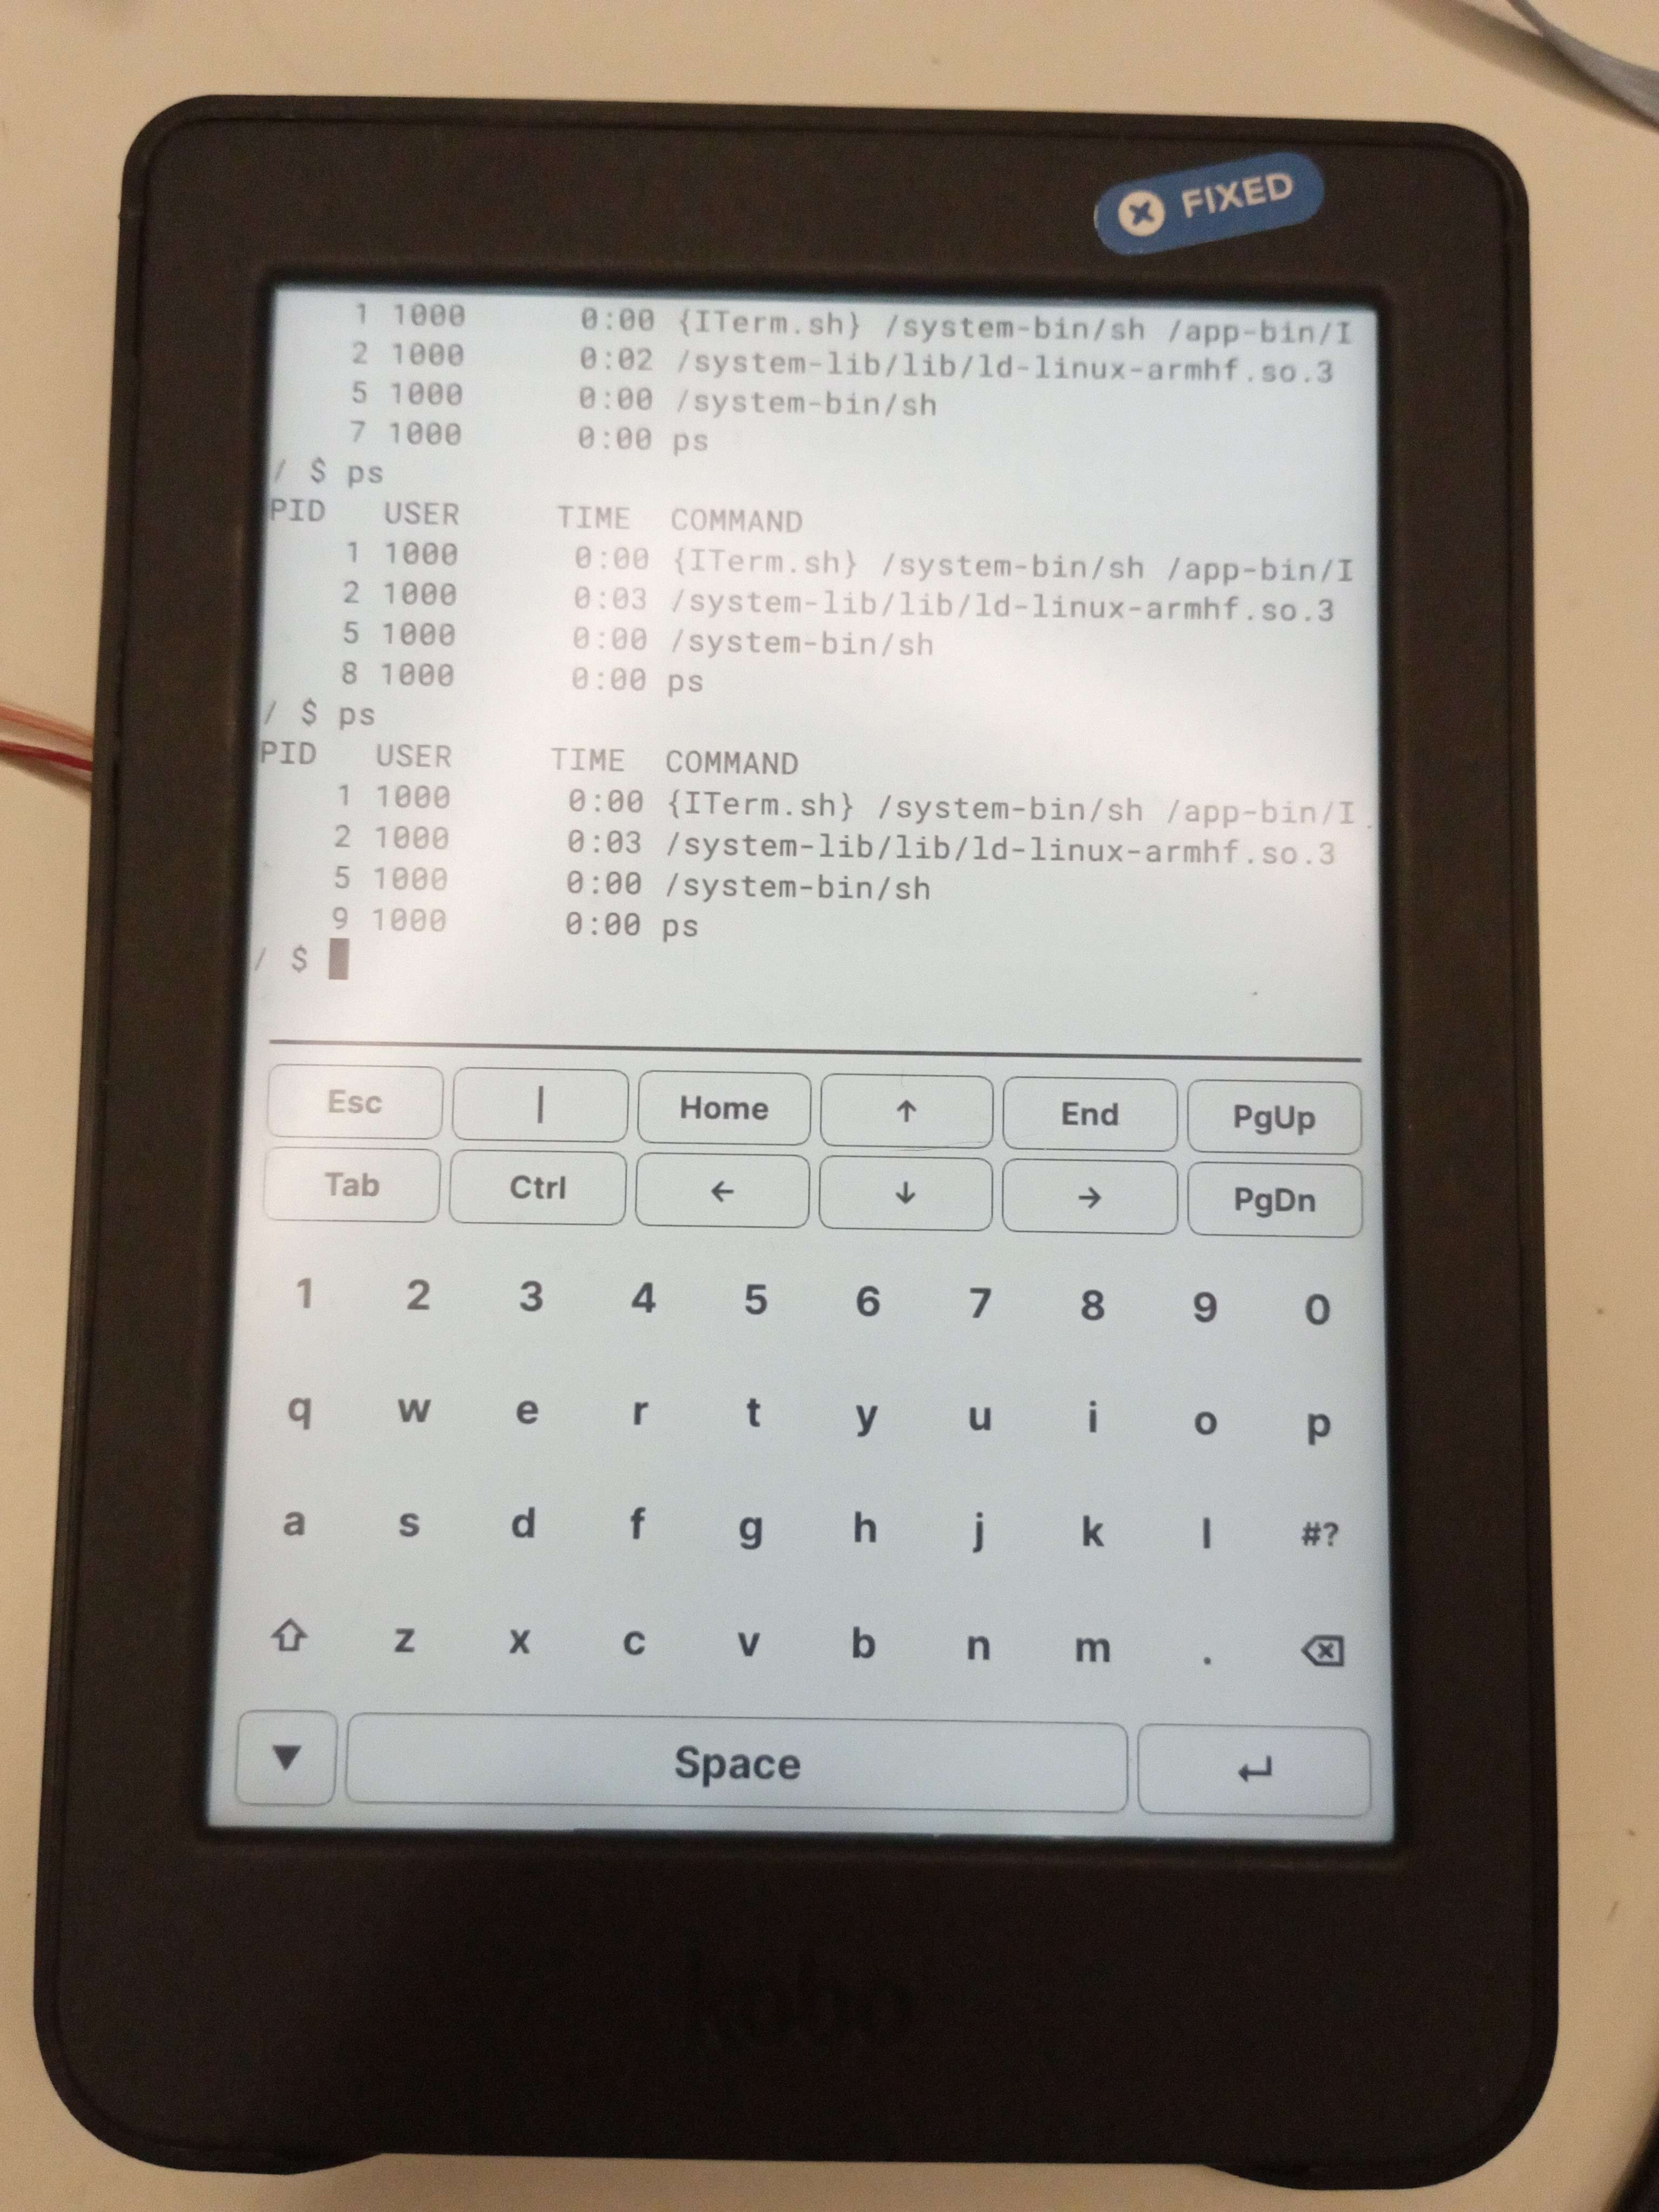 FIXED
1 1000 0:00 {ITerm.sh} /system-bin/sh /app-bin/I
2 1000 0:02 /system-lib/lib/ld-linux-armhf.so.3
5 1000 0:00 /system-bin/sh
7 1000 0:00 ps
/ $ ps
PID USER TIME COMMAND
1 1000 0:00 {ITerm.sh} /system-bin/sh /app-bin/I
2 1000 0:03 /system-lib/lib/ld-linux-armhf.so.3
5 1000 0:00 /system-bin/sh
8 1000 0:00 ps
/ $ ps
PID USER TIME COMMAND
1 1000 0:00 {ITerm.sh} /system-bin/sh /app-bin/I
2 1000 0:03 /system-lib/lib/ld-linux-armhf.so.3
5 1000 0:00 /system-bin/sh
9 1000 0:00 ps
/ $
Esc | Home ↑ End PgUp
Tab Ctrl ← ↓ → PgDn
1 2 3 4 5 6 7 8 9 0
q w e r t y u i o p
a s d f g h j k l #?
z x c v b n m .
Space
kobo